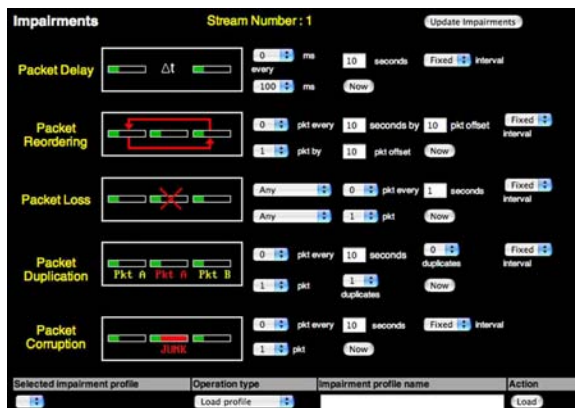 Impairments Stream Number : 1 Update Impairments
Packet Delay Δt 0 ms every 10 seconds Fixed interval
100 ms Now
Packet Reordering 0 pkt every 10 seconds by 10 pkt offset Fixed interval
1 pkt by 10 pkt offset Now
Packet Loss Any 0 pkt every 1 seconds Fixed interval
Any 1 pkt Now
Packet Duplication Pkt A Pkt A Pkt B 0 pkt every 10 seconds 0 duplicates Fixed interval
1 pkt 1 duplicates Now
Packet Corruption JUNK 0 pkt every 10 seconds Fixed interval
1 pkt Now
Selected impairment profile Operation type Impairment profile name Action
Load profile Load